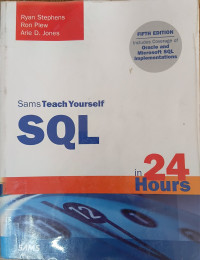 Ryan Stephens
Ron Plew
Arie D. Jones
FIFTH EDITION
Includes Coverage of
Oracle and
Microsoft SQL
Implementations
Sams Teach Yourself
SQL
in 24
Hours
12
SAMS